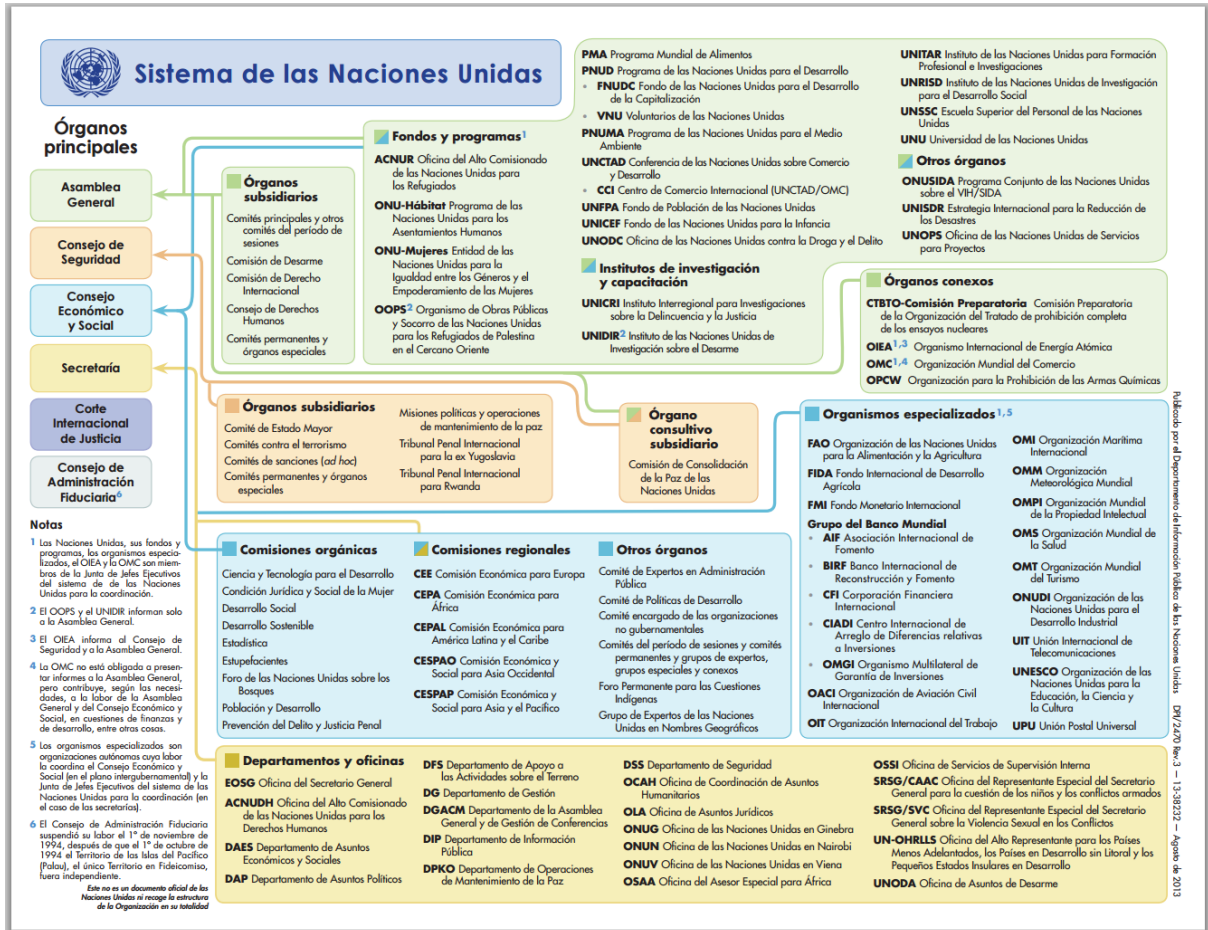 Sistema de las Naciones Unidas
Órganos
principales
Asamblea
General
Consejo de
Seguridad
Consejo
Económico
y Social
Secretaría
Corte
Internacional
de Justicia
Consejo de
Administración
Fiduciaria6
Notas
1 Las Naciones Unidas, sus fondos y
programas, los organismos especia-
lizados, el OIEA y la OMC son miem-
bros de la Junta de Jefes Ejecutivos
del sistema de de las Naciones
Unidas para la coordinación.
2 El OOPS y el UNIDIR informan solo
a la Asamblea General.
3 El OIEA informa al Consejo de
Seguridad y a la Asamblea General.
4 La OMC no está obligada a presen-
tar informes a la Asamblea General,
pero contribuye, según las necesi-
dades, a la labor de la Asamblea
General y del Consejo Económico y
Social, en cuestiones de finanzas y
de desarrollo, entre otras cosas.
5 Los organismos especializados son
organizaciones autónomas cuya labor
la coordina el Consejo Económico y
Social (en el plano intergubernamental) y la
Junta de Jefes Ejecutivos del sistema de las
Naciones Unidas para la coordinación (en
el caso de las secretarías).
6 El Consejo de Administración Fiduciaria
suspendió su labor el 1º de noviembre de
1994, después de que el 1º de octubre de
1994 el Territorio de las Islas del Pacífico
(Palau), el único Territorio en Fideicomiso,
fuera independiente.
Este no es un documento oficial de las
Naciones Unidas ni recoge la estructura
de la Organización en su totalidad
Órganos
subsidiarios
Comités principales y otros
comités del período de
sesiones
Comisión de Desarme
Comisión de Derecho
Internacional
Consejo de Derechos
Humanos
Comités permanentes y
órganos especiales
Fondos y programas1
ACNUR Oficina del Alto Comisionado
de las Naciones Unidas para
los Refugiados
ONU-Hábitat Programa de las
Naciones Unidas para los
Asentamientos Humanos
ONU-Mujeres Entidad de las
Naciones Unidas para la
Igualdad entre los Géneros y el
Empoderamiento de las Mujeres
OOPS2 Organismo de Obras Públicas
y Socorro de las Naciones Unidas
para los Refugiados de Palestina
en el Cercano Oriente
PMA Programa Mundial de Alimentos
PNUD Programa de las Naciones Unidas para el Desarrollo
• FNUDC Fondo de las Naciones Unidas para el Desarrollo
de la Capitalización
• VNU Voluntarios de las Naciones Unidas
PNUMA Programa de las Naciones Unidas para el Medio
Ambiente
UNCTAD Conferencia de las Naciones Unidas sobre Comercio
y Desarrollo
• CCI Centro de Comercio Internacional (UNCTAD/OMC)
UNFPA Fondo de Población de las Naciones Unidas
UNICEF Fondo de las Naciones Unidas para la Infancia
UNODC Oficina de las Naciones Unidas contra la Droga y el Delito
Institutos de investigación
y capacitación
UNICRI Instituto Interregional para Investigaciones
sobre la Delincuencia y la Justicia
UNIDIR2 Instituto de las Naciones Unidas de
Investigación sobre el Desarme
UNITAR Instituto de las Naciones Unidas para Formación
Profesional e Investigaciones
UNRISD Instituto de las Naciones Unidas de Investigación
para el Desarrollo Social
UNSSC Escuela Superior del Personal de las Naciones
Unidas
UNU Universidad de las Naciones Unidas
Otros órganos
ONUSIDA Programa Conjunto de las Naciones Unidas
sobre el VIH/SIDA
UNISDR Estrategia Internacional para la Reducción de
los Desastres
UNOPS Oficina de las Naciones Unidas de Servicios
para Proyectos
Órganos conexos
CTBTO-Comisión Preparatoria Comisión Preparatoria
de la Organización del Tratado de prohibición completa
de los ensayos nucleares
OIEA1,3 Organismo Internacional de Energía Atómica
OMC1,4 Organización Mundial del Comercio
OPCW Organización para la Prohibición de las Armas Químicas
Órganos subsidiarios
Comité de Estado Mayor
Comités contra el terrorismo
Comités de sanciones (ad hoc)
Comités permanentes y órganos
especiales
Misiones políticas y operaciones
de mantenimiento de la paz
Tribunal Penal Internacional
para la ex Yugoslavia
Tribunal Penal Internacional
para Rwanda
Órgano
consultivo
subsidiario
Comisión de Consolidación
de la Paz de las
Naciones Unidas
Organismos especializados1,5
FAO Organización de las Naciones Unidas
para la Alimentación y la Agricultura
FIDA Fondo Internacional de Desarrollo
Agrícola
FMI Fondo Monetario Internacional
Grupo del Banco Mundial
• AIF Asociación Internacional de
Fomento
• BIRF Banco Internacional de
Reconstrucción y Fomento
• CFI Corporación Financiera
Internacional
• CIADI Centro Internacional de
Arreglo de Diferencias relativas
a Inversiones
• OMGI Organismo Multilateral de
Garantía de Inversiones
OACI Organización de Aviación Civil
Internacional
OIT Organización Internacional del Trabajo
OMI Organización Marítima
Internacional
OMM Organización
Meteorológica Mundial
OMPI Organización Mundial
de la Propiedad Intelectual
OMS Organización Mundial de
la Salud
OMT Organización Mundial
del Turismo
ONUDI Organización de las
Naciones Unidas para el
Desarrollo Industrial
UIT Unión Internacional de
Telecomunicaciones
UNESCO Organización de las
Naciones Unidas para la
Educación, la Ciencia y
la Cultura
UPU Unión Postal Universal
Comisiones orgánicas
Ciencia y Tecnología para el Desarrollo
Condición Jurídica y Social de la Mujer
Desarrollo Social
Desarrollo Sostenible
Estadística
Estupefacientes
Foro de las Naciones Unidas sobre los
Bosques
Población y Desarrollo
Prevención del Delito y Justicia Penal
Comisiones regionales
CEE Comisión Económica para Europa
CEPA Comisión Económica para
África
CEPAL Comisión Económica para
América Latina y el Caribe
CESPAO Comisión Económica y
Social para Asia Occidental
CESPAP Comisión Económica y
Social para Asia y el Pacífico
Otros órganos
Comité de Expertos en Administración
Pública
Comité de Políticas de Desarrollo
Comité encargado de las organizaciones
no gubernamentales
Comités del período de sesiones y comités
permanentes y grupos de expertos,
grupos especiales y conexos
Foro Permanente para las Cuestiones
Indígenas
Grupo de Expertos de las Naciones
Unidas en Nombres Geográficos
Departamentos y oficinas
EOSG Oficina del Secretario General
ACNUDH Oficina del Alto Comisionado
de las Naciones Unidas para los
Derechos Humanos
DAES Departamento de Asuntos
Económicos y Sociales
DAP Departamento de Asuntos Políticos
DFS Departamento de Apoyo a
las Actividades sobre el Terreno
DG Departamento de Gestión
DGACM Departamento de la Asamblea
General y de Gestión de Conferencias
DIP Departamento de Información
Pública
DPKO Departamento de Operaciones
de Mantenimiento de la Paz
DSS Departamento de Seguridad
OCAH Oficina de Coordinación de Asuntos
Humanitarios
OLA Oficina de Asuntos Jurídicos
ONUG Oficina de las Naciones Unidas en Ginebra
ONUN Oficina de las Naciones Unidas en Nairobi
ONUV Oficina de las Naciones Unidas en Viena
OSAA Oficina del Asesor Especial para África
OSSI Oficina de Servicios de Supervisión Interna
SRSG/CAAC Oficina del Representante Especial del Secretario
General para la cuestión de los niños y los conflictos armados
SRSG/SVC Oficina del Representante Especial del Secretario
General sobre la Violencia Sexual en los Conflictos
UN-OHRLLS Oficina del Alto Representante para los Países
Menos Adelantados, los Países en Desarrollo sin Litoral y los
Pequeños Estados Insulares en Desarrollo
UNODA Oficina de Asuntos de Desarme
Publicado por el Departamento de Información Pública de las Naciones Unidas DPI/2470 Rev.3 — 13-38232 — Agosto de 2013